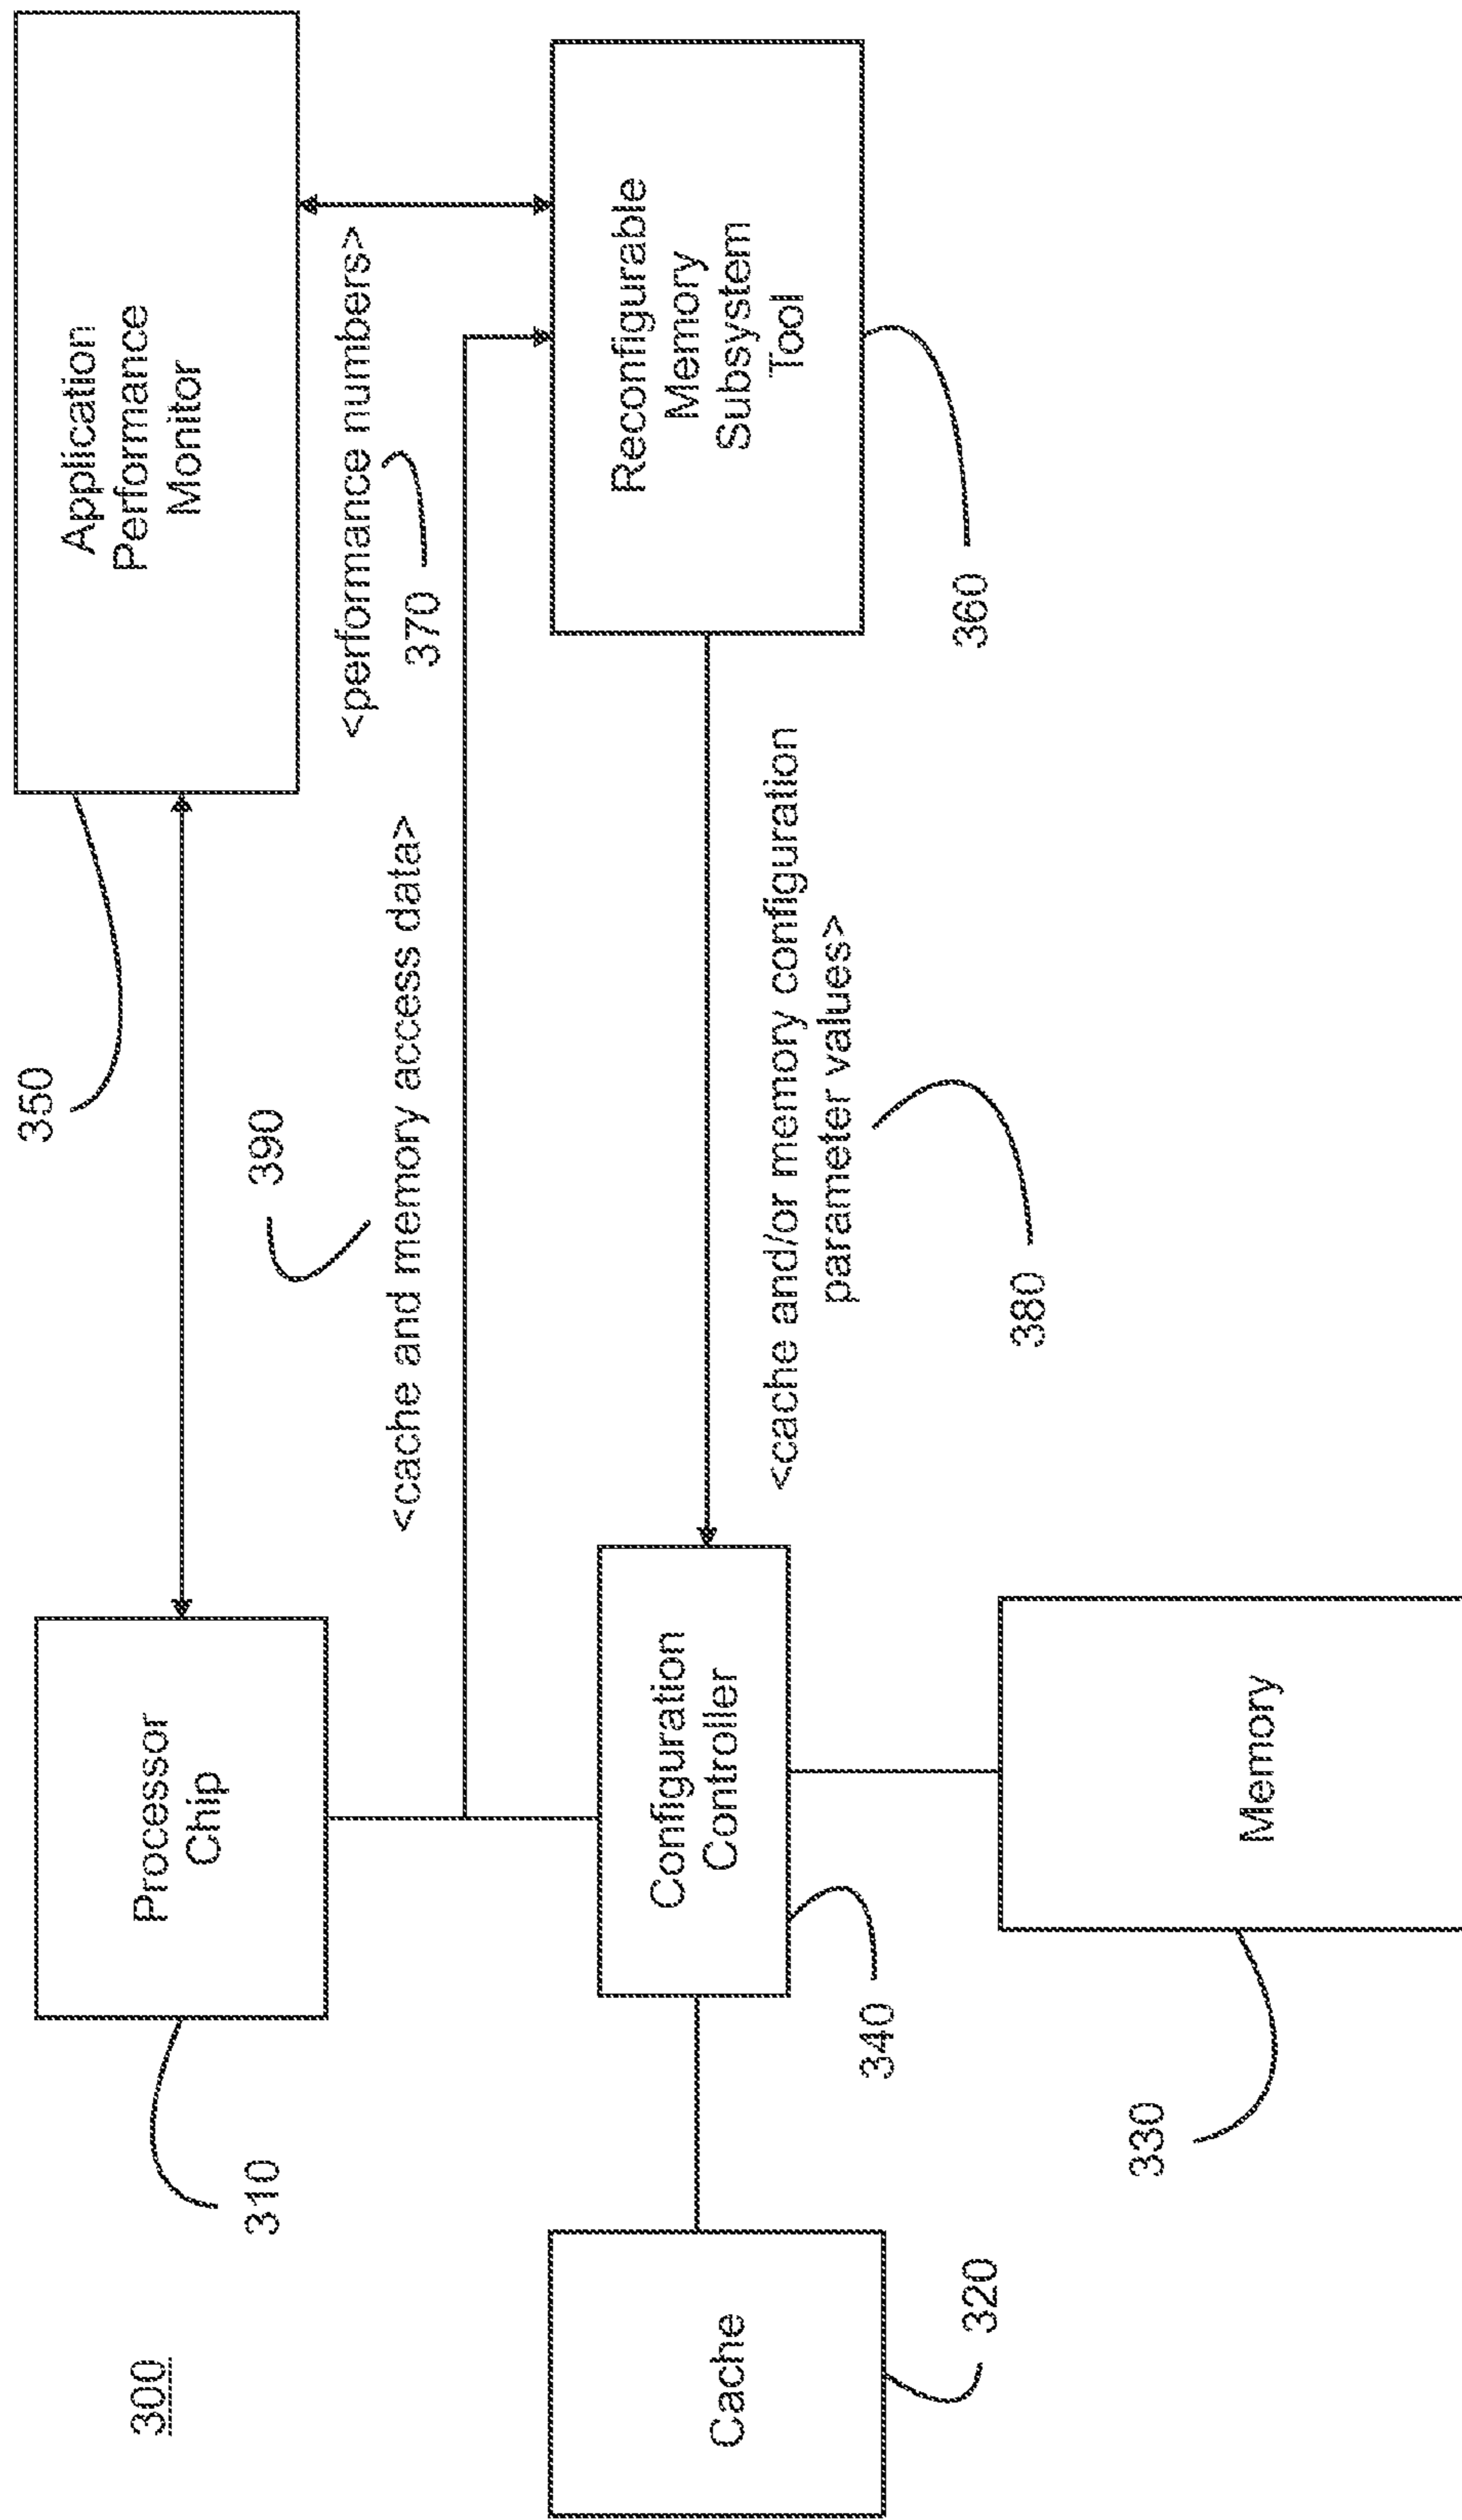 300
310
Processor
Chip
350
Application
Performance
Monitor
390
<cache and memory access data>
<performance numbers>
370
Cache
320
Configuration
Controller
340
<cache and/or memory configuration
parameter values>
380
Reconfigurable
Memory
Subsystem
Tool
360
330
Memory